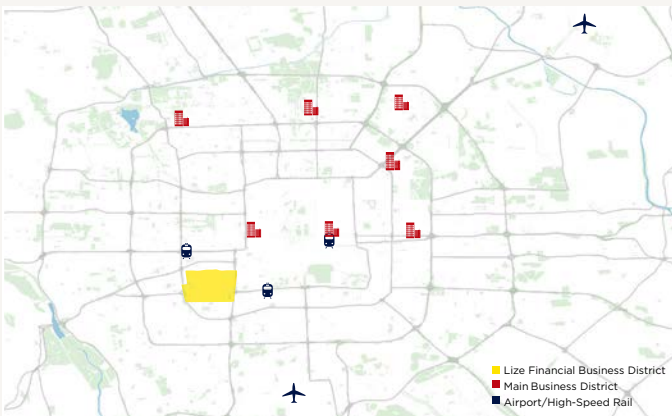 Lize Financial Business District
Main Business District
Airport/High-Speed Rail